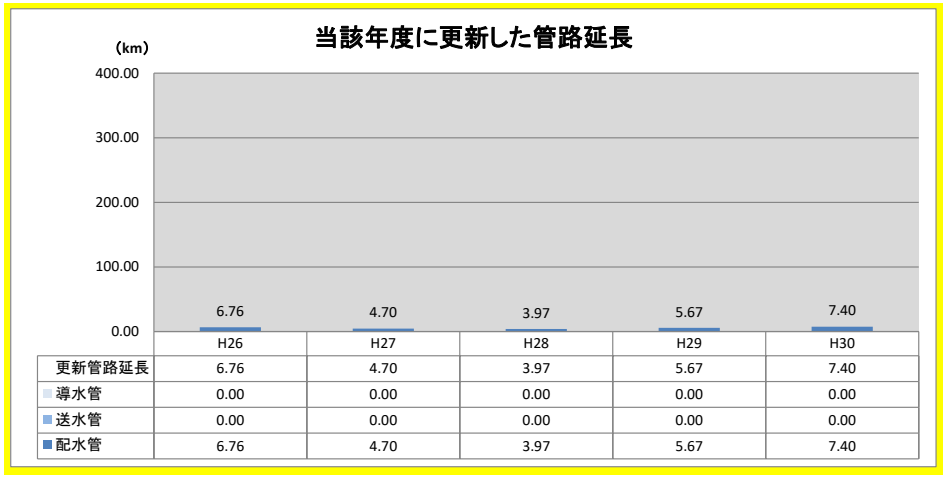 当該年度に更新した管路延長
（km）
400.00
300.00
200.00
100.00
0.00
6.76 4.70 3.97 5.67 7.40
H26 H27 H28 H29 H30
更新管路延長 6.76 4.70 3.97 5.67 7.40
導水管 0.00 0.00 0.00 0.00 0.00
送水管 0.00 0.00 0.00 0.00 0.00
配水管 6.76 4.70 3.97 5.67 7.40